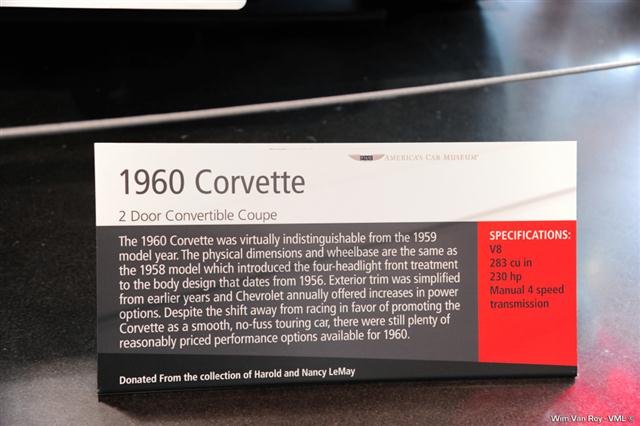 AMERICA'S CAR MUSEUM
1960 Corvette
2 Door Convertible Coupe
The 1960 Corvette was virtually indistinguishable from the 1959
model year. The physical dimensions and wheelbase are the same as
the 1958 model which introduced the four-headlight front treatment
to the body design that dates from 1956. Exterior trim was simplified
from earlier years and Chevrolet annually offered increases in power
options. Despite the shift away from racing in favor of promoting the
Corvette as a smooth, no-fuss touring car, there were still plenty of
reasonably priced performance options available for 1960.
Donated From the collection of Harold and Nancy LeMay
SPECIFICATIONS:
V8
283 cu in
230 hp
Manual 4 speed
transmission
Wim Van Roy - VML ©